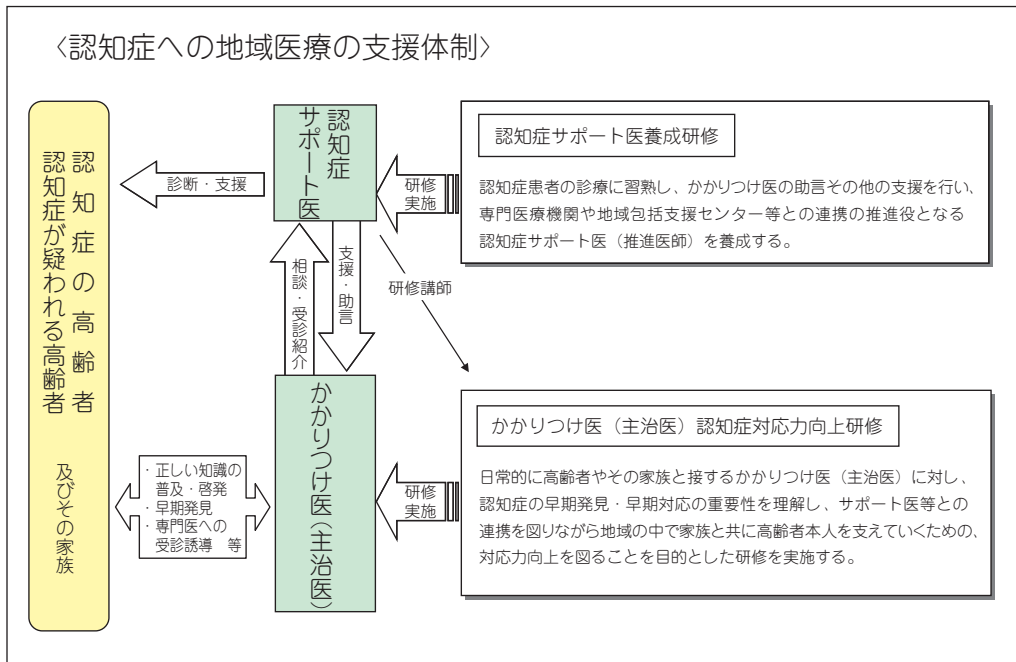 〈認知症への地域医療の支援体制〉
認知症の高齢者
認知症が疑われる高齢者
及びその家族
診断・支援
認知症
サポート医
研修
実施
認知症サポート医養成研修
認知症患者の診療に習熟し、かかりつけ医の助言その他の支援を行い、
専門医療機関や地域包括支援センター等との連携の推進役となる
認知症サポート医（推進医師）を養成する。
相談・受診紹介
支援・助言
研修講師
・正しい知識の
普及・啓発
・早期発見
・専門医への
受診誘導　等
かかりつけ医（主治医）
研修
実施
かかりつけ医（主治医）認知症対応力向上研修
日常的に高齢者やその家族と接するかかりつけ医（主治医）に対し、
認知症の早期発見・早期対応の重要性を理解し、サポート医等との
連携を図りながら地域の中で家族と共に高齢者本人を支えていくための、
対応力向上を図ることを目的とした研修を実施する。